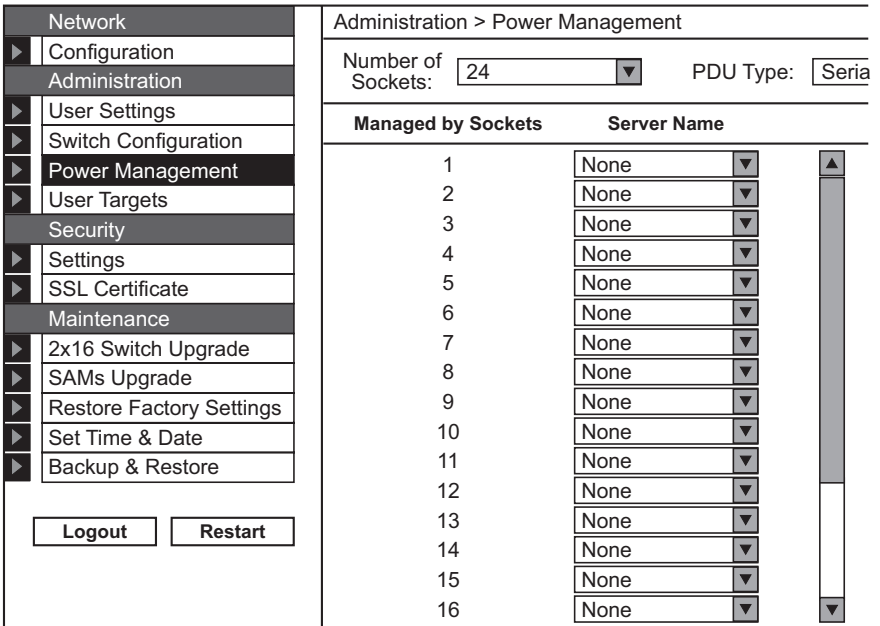 Network
Configuration
Administration
User Settings
Switch Configuration
Power Management
User Targets
Security
Settings
SSL Certificate
Maintenance
2x16 Switch Upgrade
SAMs Upgrade
Restore Factory Settings
Set Time & Date
Backup & Restore
Logout Restart
Administration > Power Management
Number of
Sockets: 24 PDU Type: Seria
Managed by Sockets Server Name
1 None
2 None
3 None
4 None
5 None
6 None
7 None
8 None
9 None
10 None
11 None
12 None
13 None
14 None
15 None
16 None